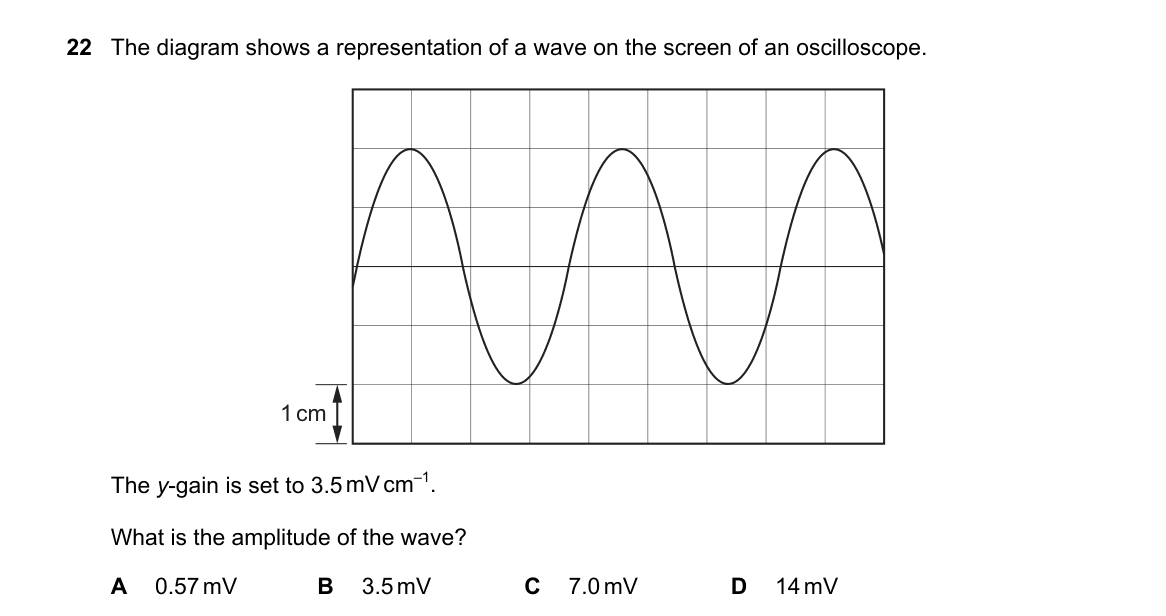 22 The diagram shows a representation of a wave on the screen of an oscilloscope.
1 cm
The y-gain is set to 3.5 mV cm⁻¹.
What is the amplitude of the wave?
A 0.57 mV B 3.5 mV C 7.0 mV D 14 mV